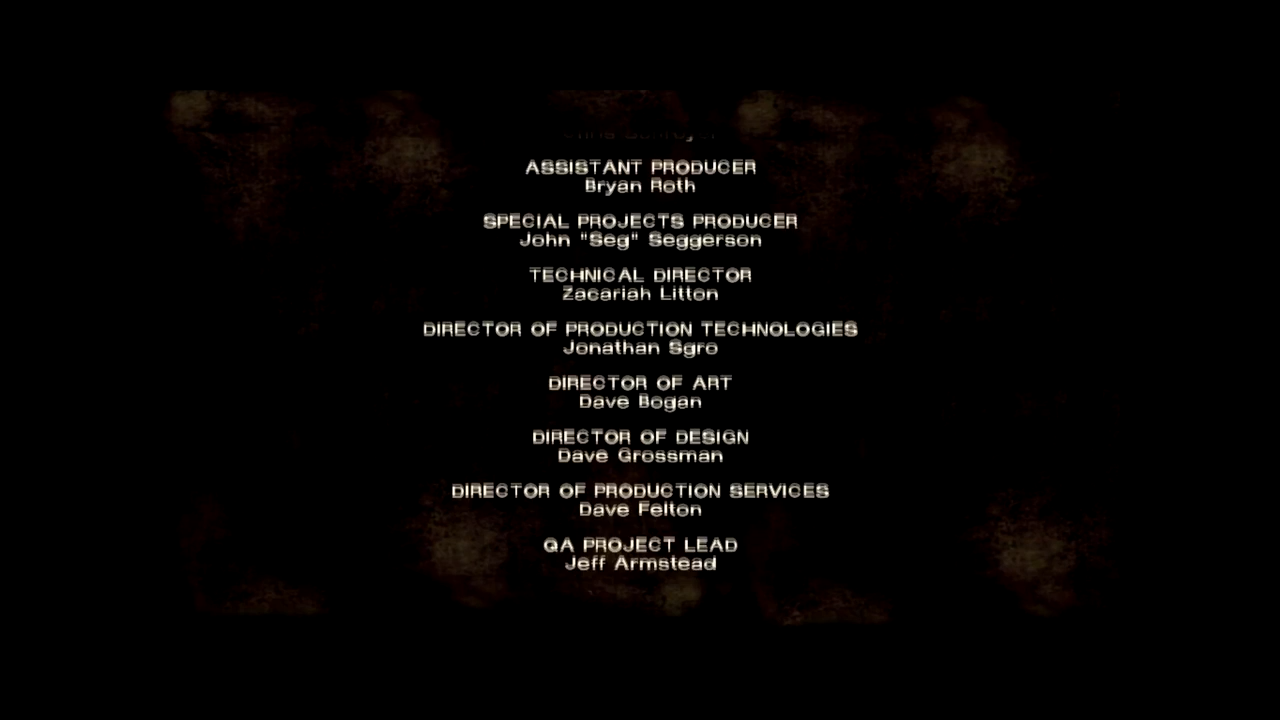 ASSISTANT PRODUCER
Bryan Roth
SPECIAL PROJECTS PRODUCER
John "Seg" Seggerson
TECHNICAL DIRECTOR
Zacariah Litton
DIRECTOR OF PRODUCTION TECHNOLOGIES
Jonathan Sgro
DIRECTOR OF ART
Dave Bogan
DIRECTOR OF DESIGN
Dave Grossman
DIRECTOR OF PRODUCTION SERVICES
Dave Felton
QA PROJECT LEAD
Jeff Armstead